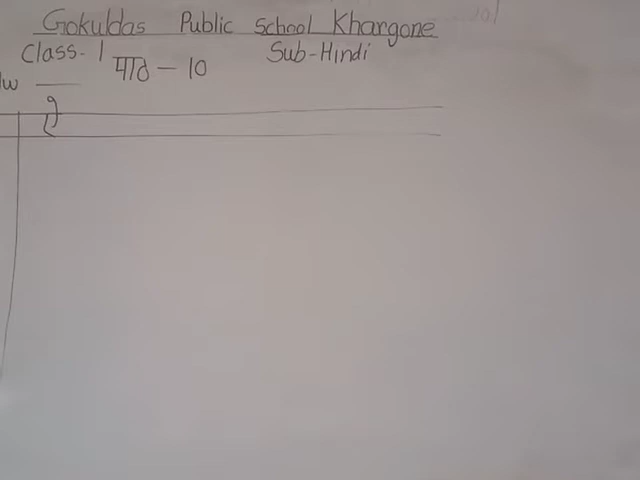 Gokuldas Public School Khargone
Class-1 Sub-Hindi
पाठ - 10